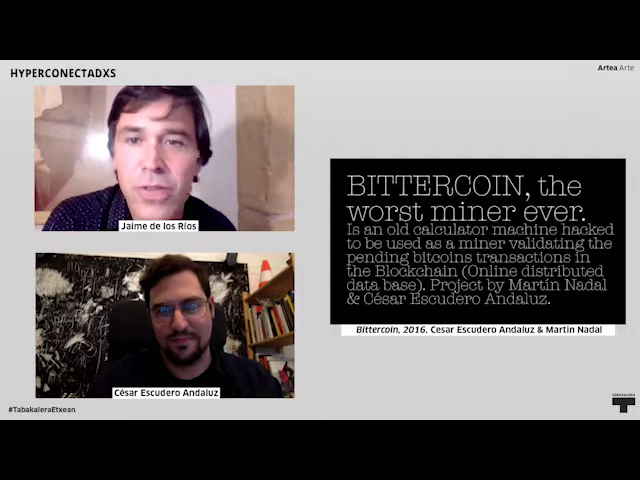 HYPERCONECTADXS
Artea Arte
Jaime de los Ríos
BITTERCOIN, the
worst miner ever.
Is an old calculator machine hacked
to be used as a miner validating the
pending bitcoins transactions in
the Blockchain (Online distributed
data base). Project by Martín Nadal
& César Escudero Andaluz.
Bittercoin, 2016. Cesar Escudero Andaluz & Martin Nadal
César Escudero Andaluz
#TabakaleraEtxean
TABAKALERA